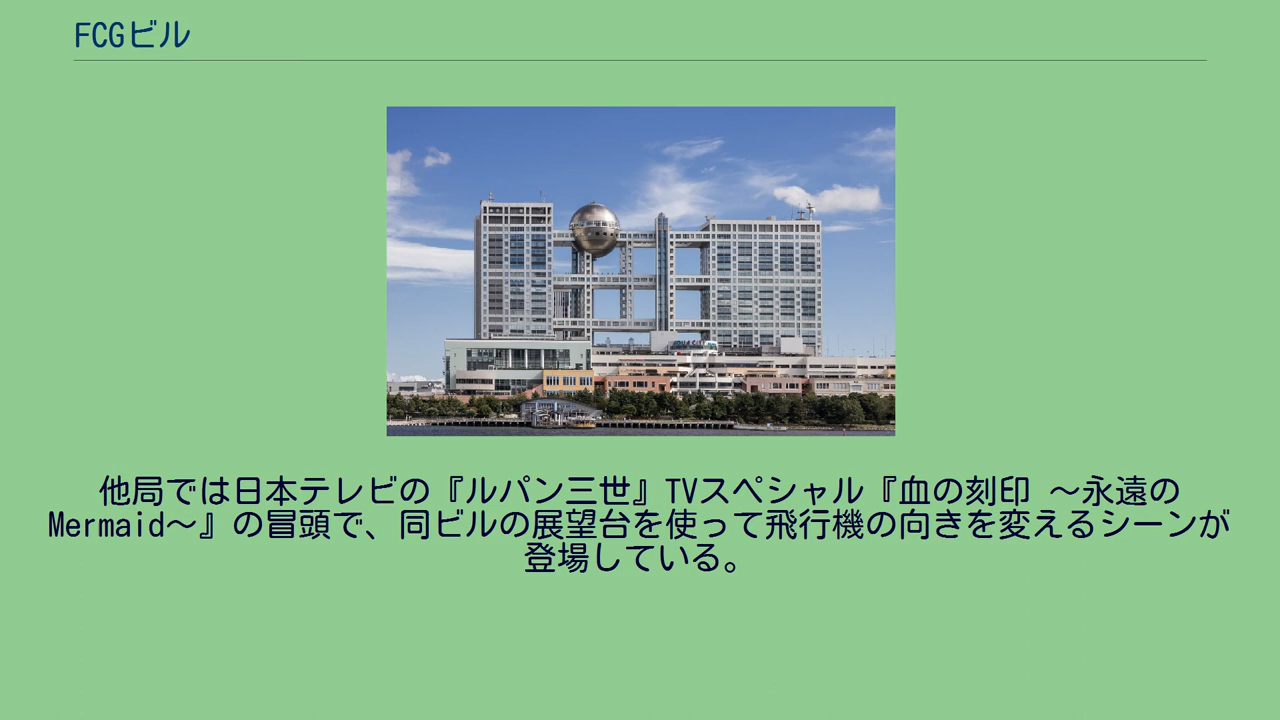 FCGビル
他局では日本テレビの『ルパン三世』TVスペシャル『血の刻印 〜永遠の
Mermaid〜』の冒頭で、同ビルの展望台を使って飛行機の向きを変えるシーンが
登場している。